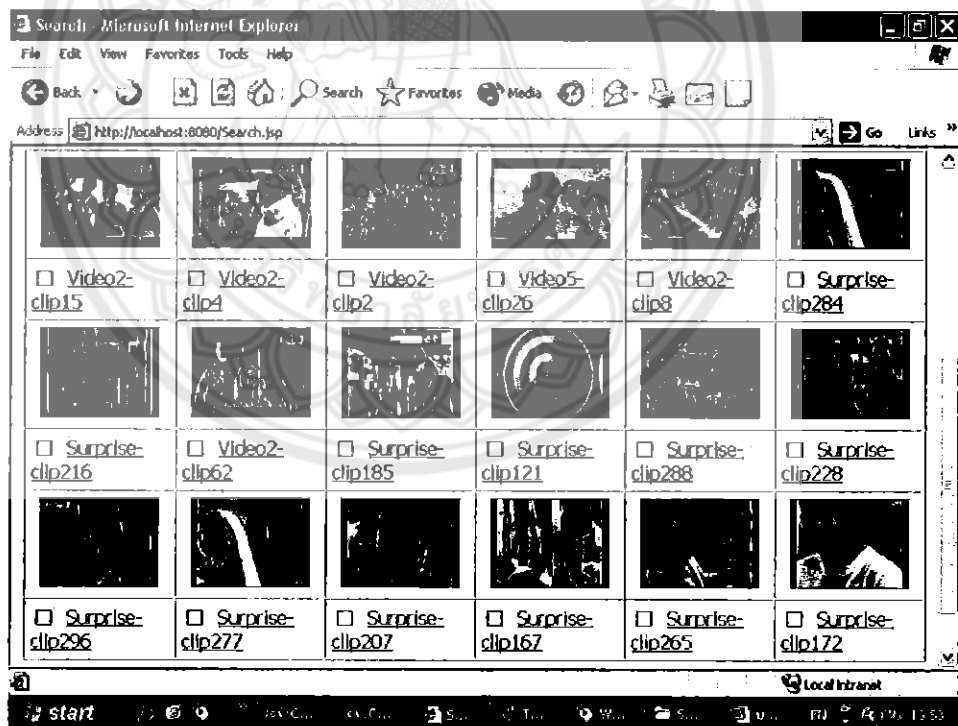 Search - Microsoft Internet Explorer
File Edit View Favorites Tools Help
Back Search Favorites Media
Address http://localhost:8080/Search.jsp Go Links »
Video2-clip15 Video2-clip4 Video2-clip2 Video5-clip26 Video2-clip8 Surprise-clip284
Surprise-clip216 Video2-clip62 Surprise-clip185 Surprise-clip121 Surprise-clip288 Surprise-clip228
Surprise-clip296 Surprise-clip277 Surprise-clip207 Surprise-clip167 Surprise-clip265 Surprise-clip172
Local intranet
start